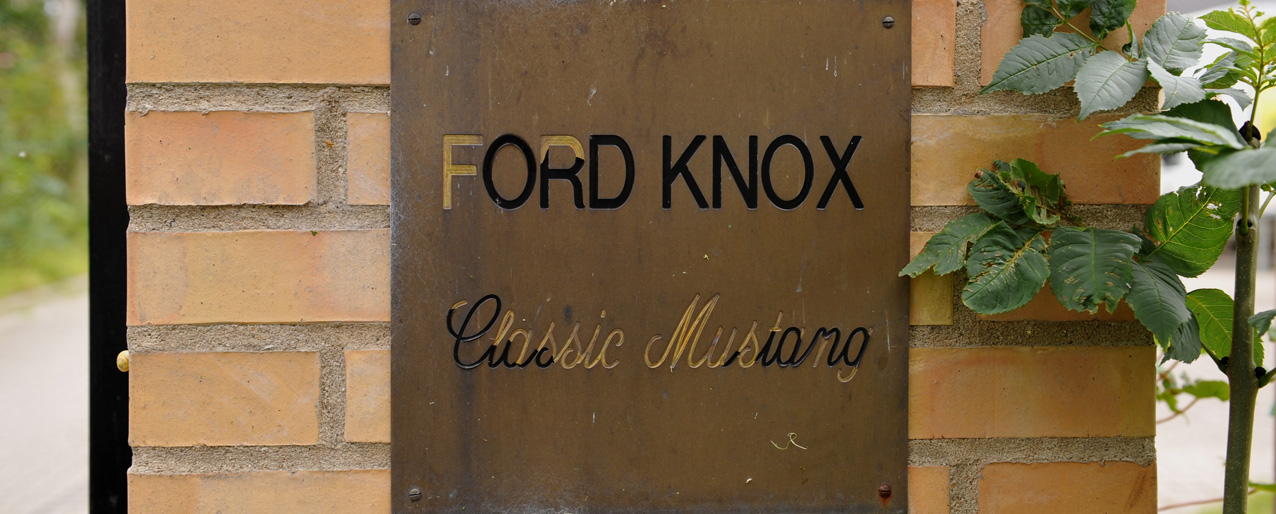 FORD KNOX
Classic Mustang